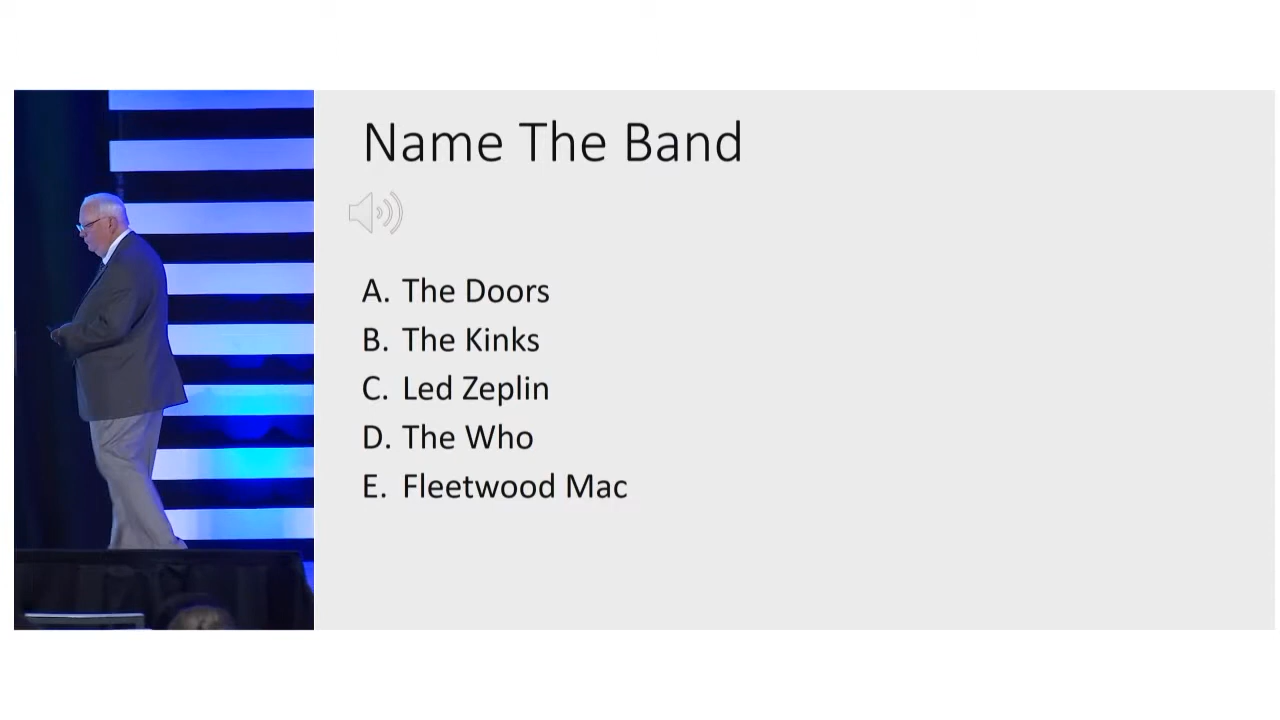 Name The Band
A. The Doors
B. The Kinks
C. Led Zeplin
D. The Who
E. Fleetwood Mac